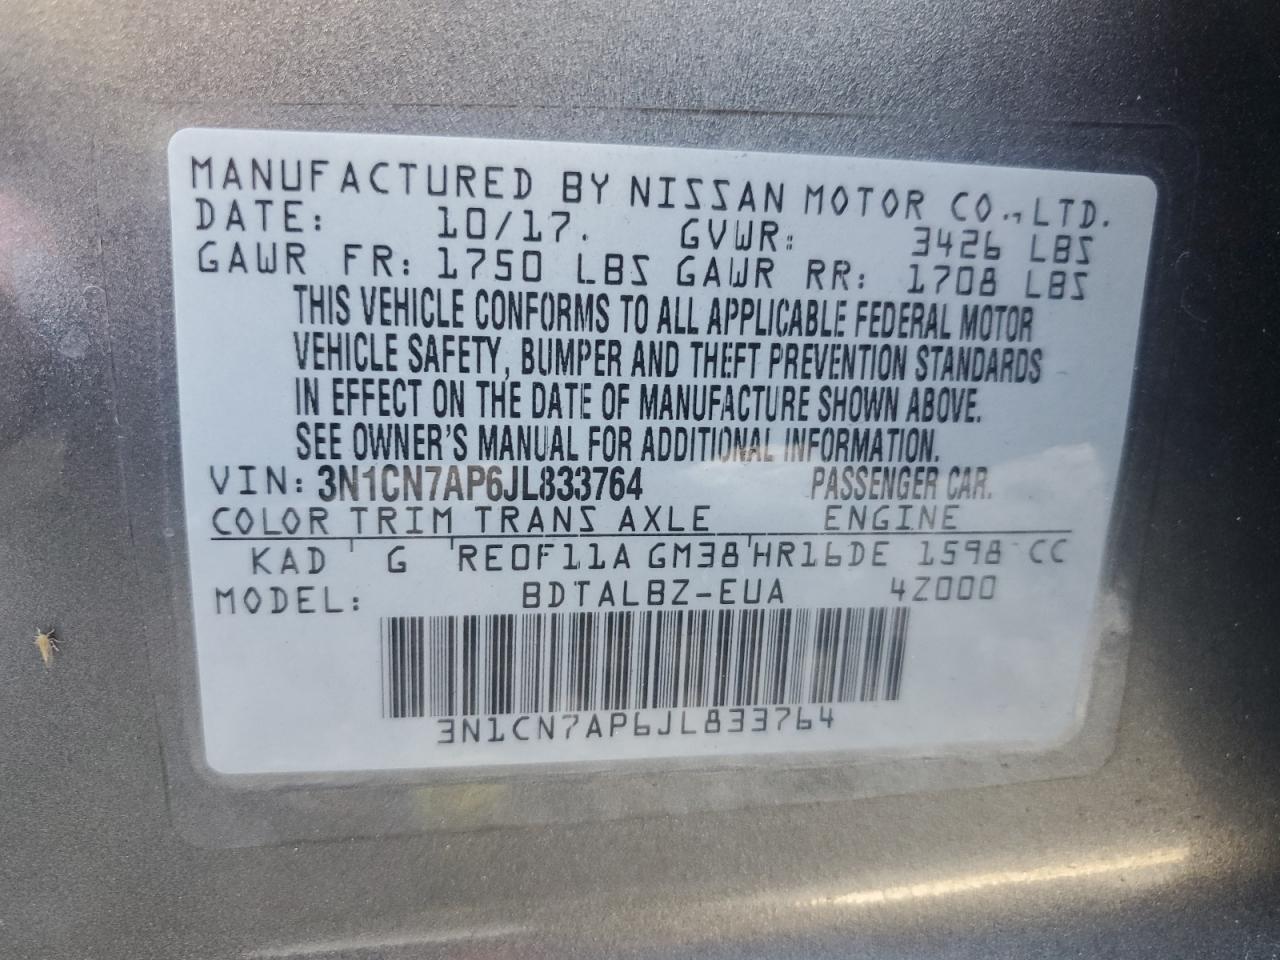 MANUFACTURED BY NISSAN MOTOR CO., LTD.
DATE: 10/17. GVWR: 3426 LBS
GAWR FR: 1750 LBS GAWR RR: 1708 LBS
THIS VEHICLE CONFORMS TO ALL APPLICABLE FEDERAL MOTOR
VEHICLE SAFETY, BUMPER AND THEFT PREVENTION STANDARDS
IN EFFECT ON THE DATE OF MANUFACTURE SHOWN ABOVE.
SEE OWNER'S MANUAL FOR ADDITIONAL INFORMATION.
VIN: 3N1CN7AP6JL833764 PASSENGER CAR.
COLOR TRIM TRANS AXLE ENGINE
KAD G RE0F11A GM38 HR16DE 1598 CC
MODEL: BDTALBZ-EUA 4Z000
3N1CN7AP6JL833764